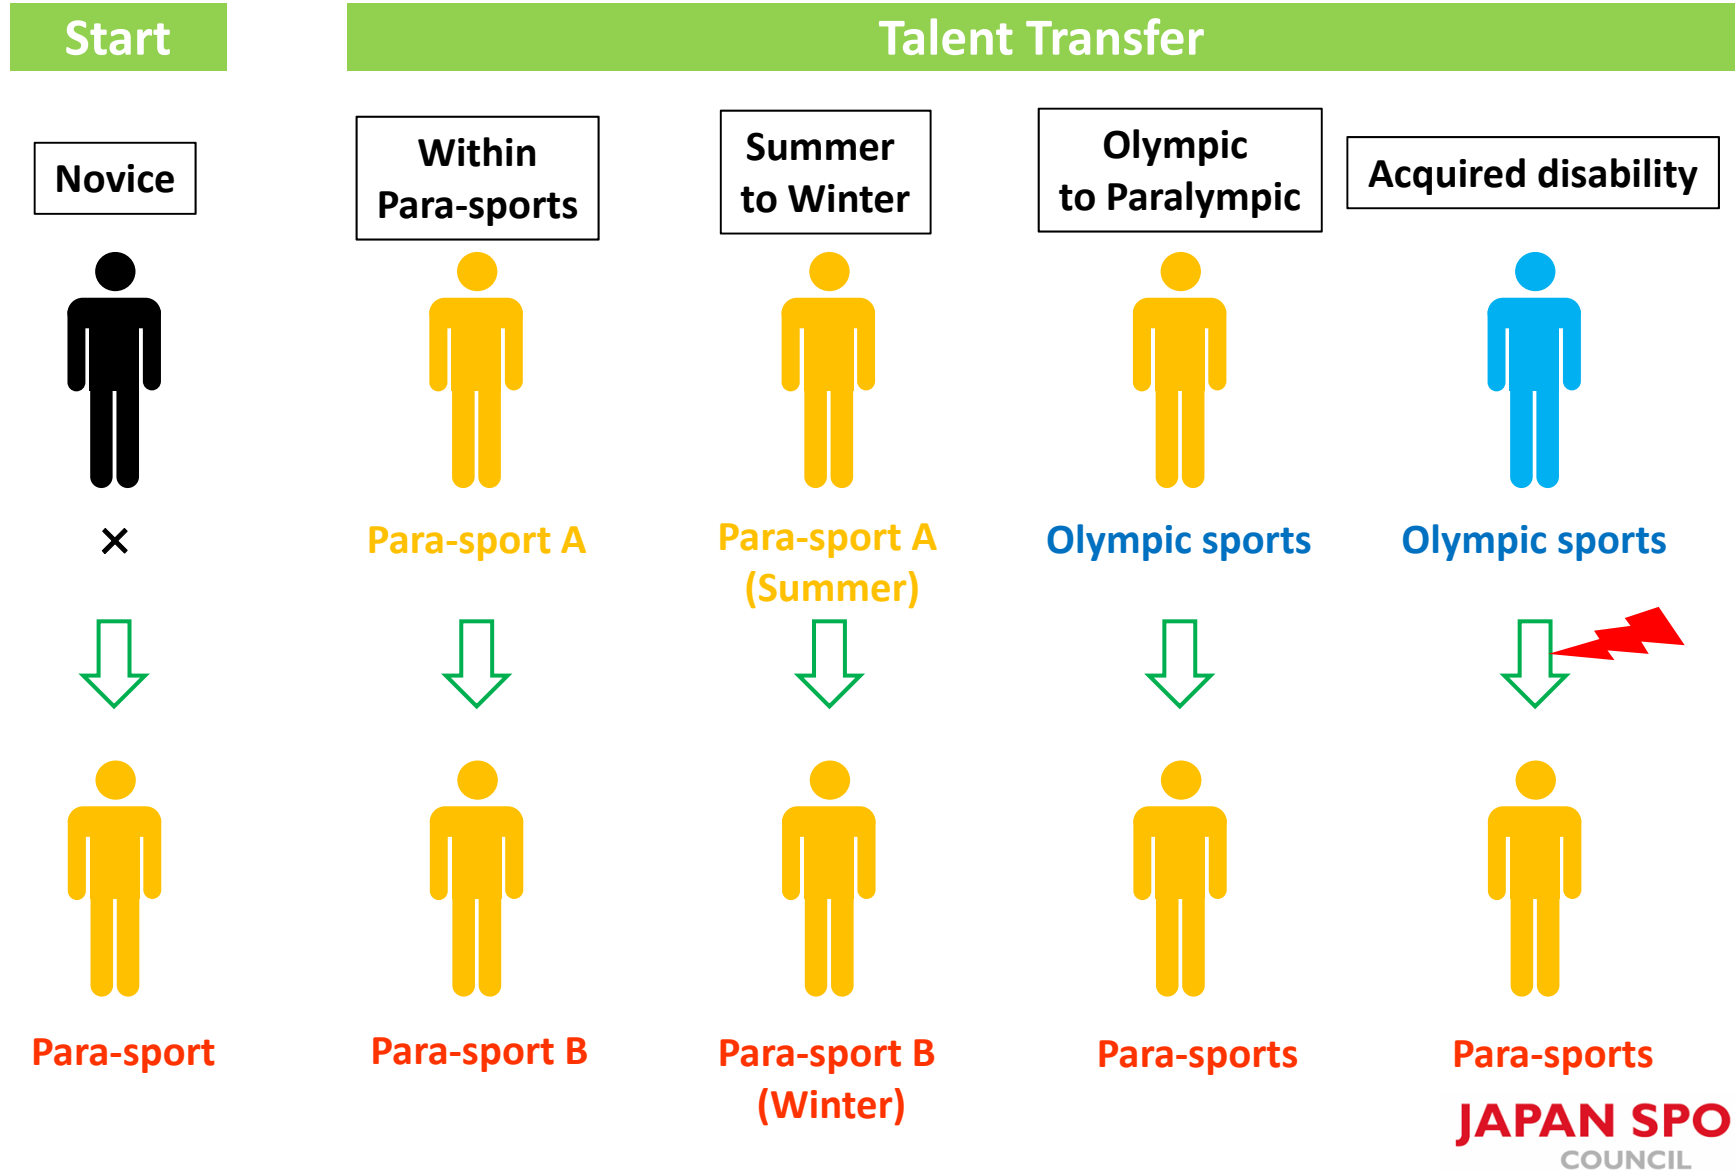 Start
Talent Transfer
Novice
Within
Para-sports
Summer
to Winter
Olympic
to Paralympic
Acquired disability
×
Para-sport A
Para-sport A
(Summer)
Olympic sports
Olympic sports
Para-sport
Para-sport B
Para-sport B
(Winter)
Para-sports
Para-sports
JAPAN SPO
COUNCIL